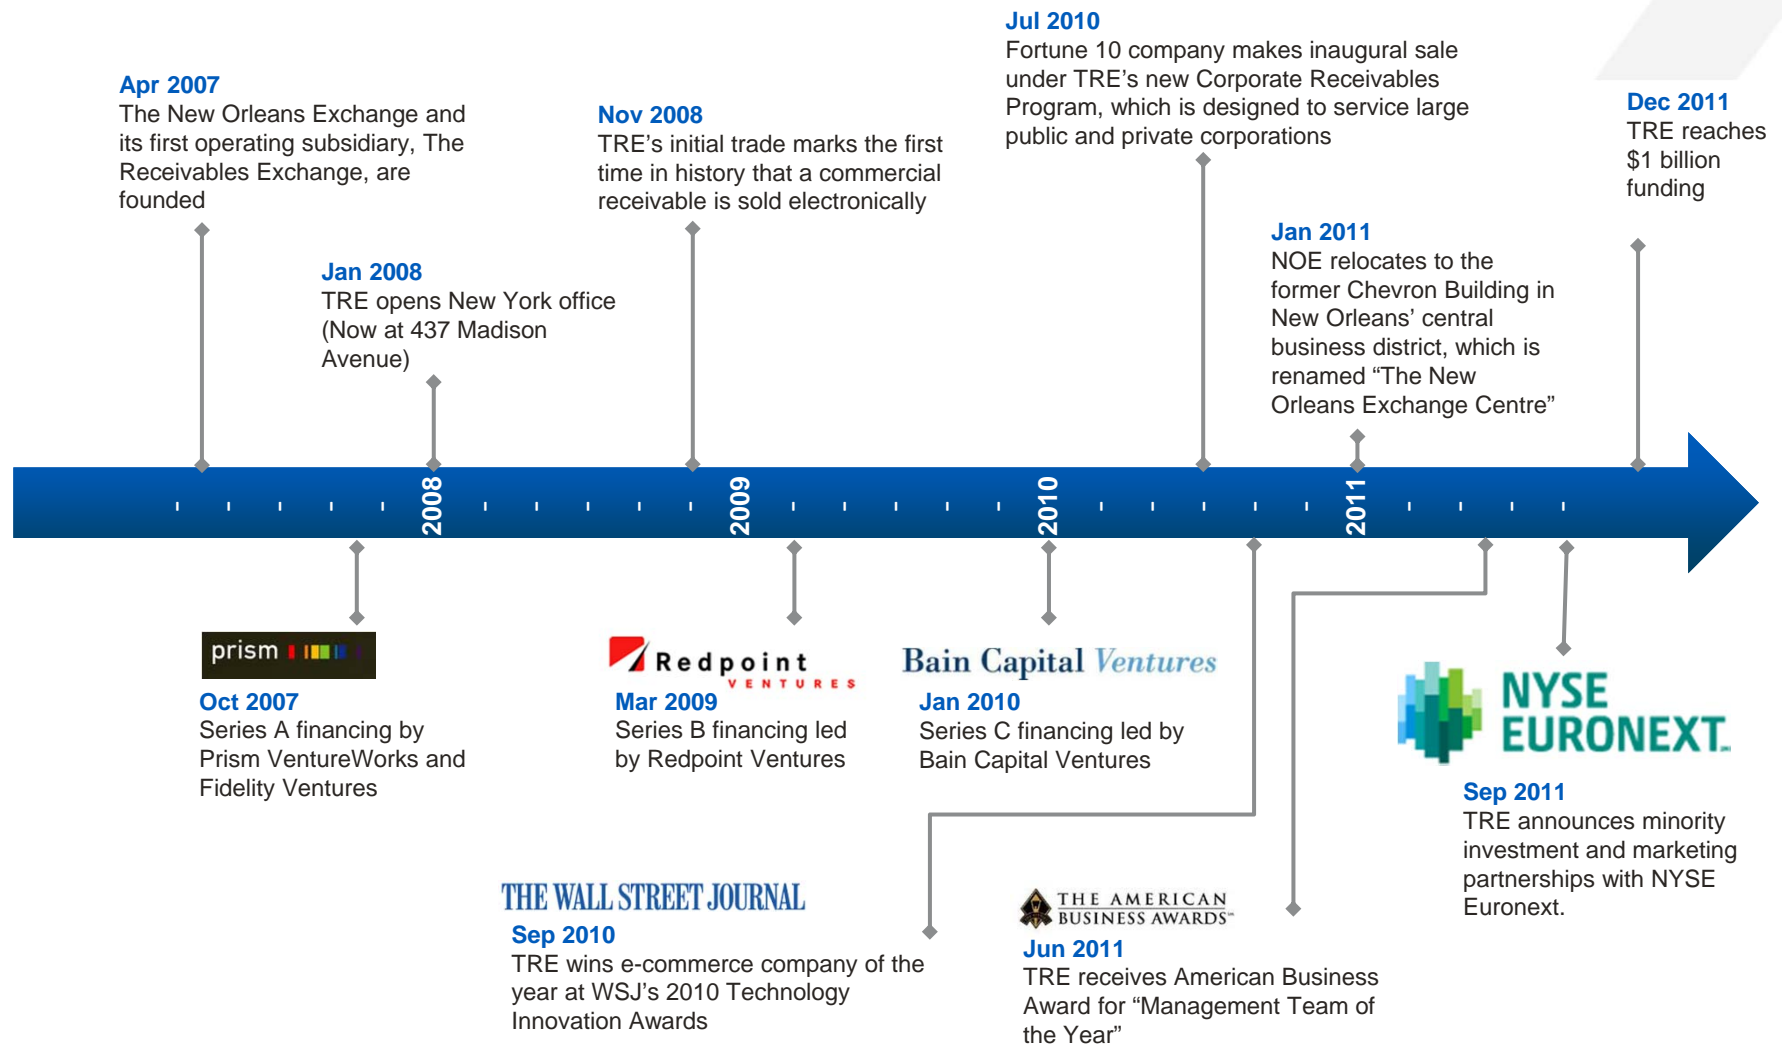 Jul 2010
Fortune 10 company makes inaugural sale
under TRE’s new Corporate Receivables
Program, which is designed to service large
public and private corporations
Apr 2007
The New Orleans Exchange and
its first operating subsidiary, The
Receivables Exchange, are
founded
Nov 2008
TRE’s initial trade marks the first
time in history that a commercial
receivable is sold electronically
Dec 2011
TRE reaches
$1 billion
funding
Jan 2008
TRE opens New York office
(Now at 437 Madison
Avenue)
Jan 2011
NOE relocates to the
former Chevron Building in
New Orleans’ central
business district, which is
renamed “The New
Orleans Exchange Centre”
2008
2009
2010
2011
prism
Oct 2007
Series A financing by
Prism VentureWorks and
Fidelity Ventures
Redpoint
VENTURES
Mar 2009
Series B financing led
by Redpoint Ventures
Bain Capital Ventures
Jan 2010
Series C financing led by
Bain Capital Ventures
NYSE
EURONEXT
Sep 2011
TRE announces minority
investment and marketing
partnerships with NYSE
Euronext.
THE WALL STREET JOURNAL
Sep 2010
TRE wins e-commerce company of the
year at WSJ’s 2010 Technology
Innovation Awards
THE AMERICAN
BUSINESS AWARDS
Jun 2011
TRE receives American Business
Award for “Management Team of
the Year”